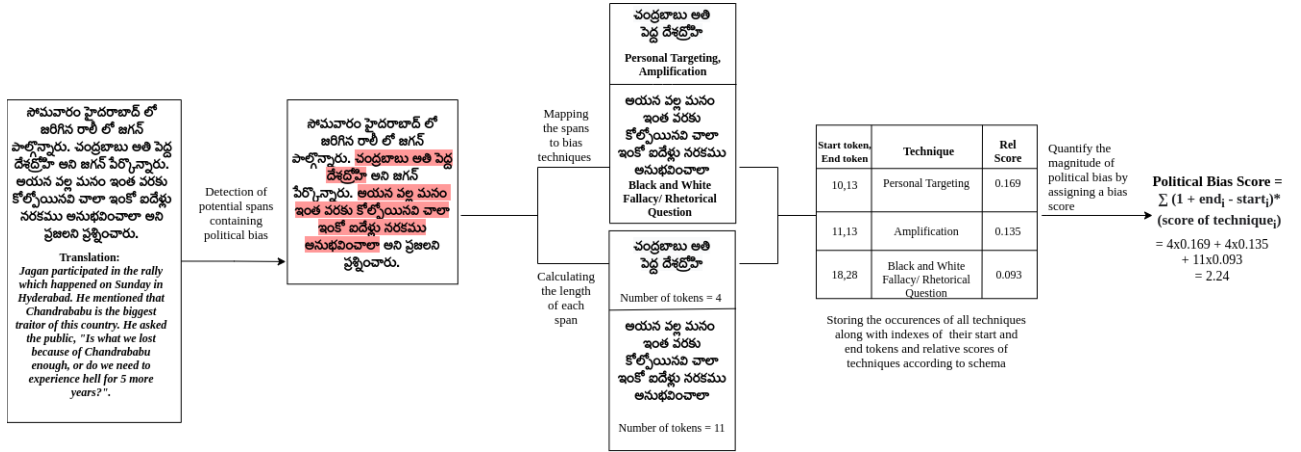 సోమవారం హైదరాబాద్ లో
జరిగిన రాలీ లో జగన్
పాల్గొన్నారు. చంద్రబాబు అతి పెద్ద
దేశద్రోహి అని జగన్ పేర్కొన్నారు.
ఆయన వల్ల మనం ఇంత వరకు
కోల్పోయినవి చాలా ఇంకో ఐదేళ్లు
నరకము అనుభవించాలా అని
ప్రజలని ప్రశ్నించారు.
Translation:
Jagan participated in the rally
which happened on Sunday in
Hyderabad. He mentioned that
Chandrababu is the biggest
traitor of this country. He asked
the public, "Is what we lost
because of Chandrababu
enough, or do we need to
experience hell for 5 more
years?".
Detection of
potential spans
containing
political bias
సోమవారం హైదరాబాద్ లో
జరిగిన రాలీ లో జగన్
పాల్గొన్నారు. చంద్రబాబు అతి పెద్ద
దేశద్రోహి అని జగన్
పేర్కొన్నారు. ఆయన వల్ల మనం
ఇంత వరకు కోల్పోయినవి చాలా
ఇంకో ఐదేళ్లు నరకము
అనుభవించాలా అని ప్రజలని
ప్రశ్నించారు.
Mapping
the spans
to bias
techniques
Calculating
the length
of each
span
చంద్రబాబు అతి
పెద్ద దేశద్రోహి
Personal Targeting,
Amplification
ఆయన వల్ల మనం
ఇంత వరకు
కోల్పోయినవి చాలా
ఇంకో ఐదేళ్లు నరకము
అనుభవించాలా
Black and White
Fallacy/ Rhetorical
Question
చంద్రబాబు అతి
పెద్ద దేశద్రోహి
Number of tokens = 4
ఆయన వల్ల మనం
ఇంత వరకు
కోల్పోయినవి చాలా
ఇంకో ఐదేళ్లు నరకము
అనుభవించాలా
Number of tokens = 11
Start token, End token Technique Rel Score
10,13 Personal Targeting 0.169
11,13 Amplification 0.135
18,28 Black and White Fallacy/ Rhetorical Question 0.093
Storing the occurences of all techniques
along with indexes of their start and
end tokens and relative scores of
techniques according to schema
Quantify the
magnitude of
political bias by
assigning a bias
score
Political Bias Score =
∑ (1 + endᵢ - startᵢ)*
(score of techniqueᵢ)
= 4x0.169 + 4x0.135
+ 11x0.093
= 2.24